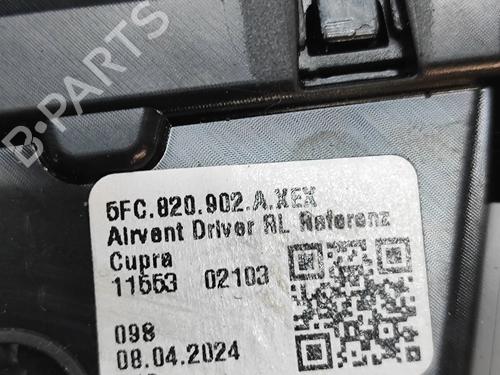 B-PARTS
5FC.820.902.A.XEX
Airvent Driver RL Referenz
Cupra
11553 02103
098
08.04.2024